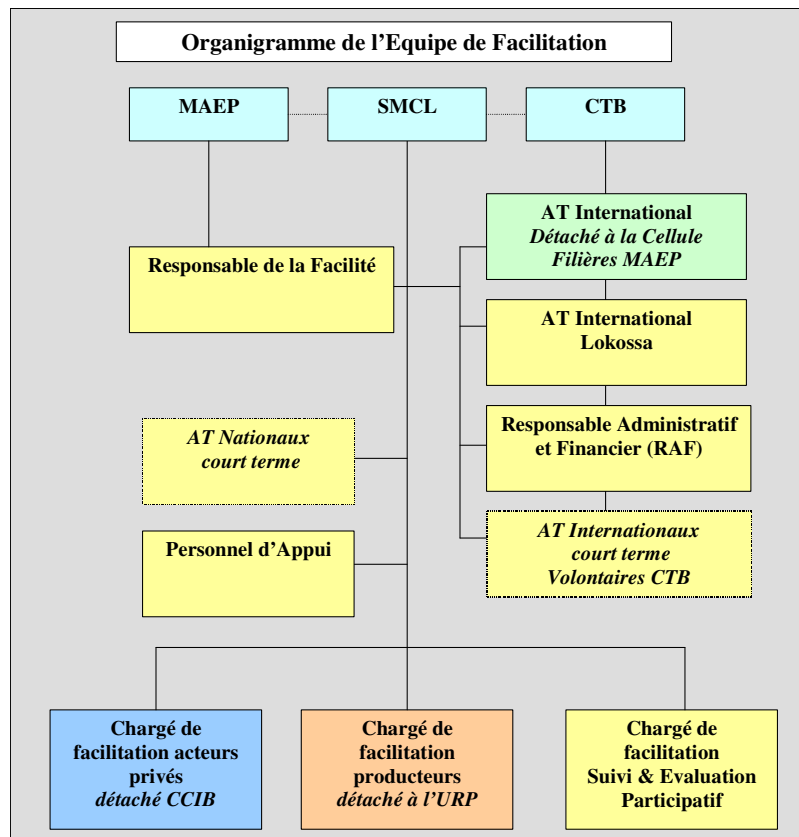 Organigramme de l’Equipe de Facilitation
MAEP
SMCL
CTB
AT International
Détaché à la Cellule
Filières MAEP
Responsable de la Facilité
AT International
Lokossa
AT Nationaux
court terme
Responsable Administratif
et Financier (RAF)
Personnel d’Appui
AT Internationaux
court terme
Volontaires CTB
Chargé de
facilitation acteurs
privés
détaché CCIB
Chargé de
facilitation
producteurs
détaché à l’URP
Chargé de
facilitation
Suivi & Evaluation
Participatif